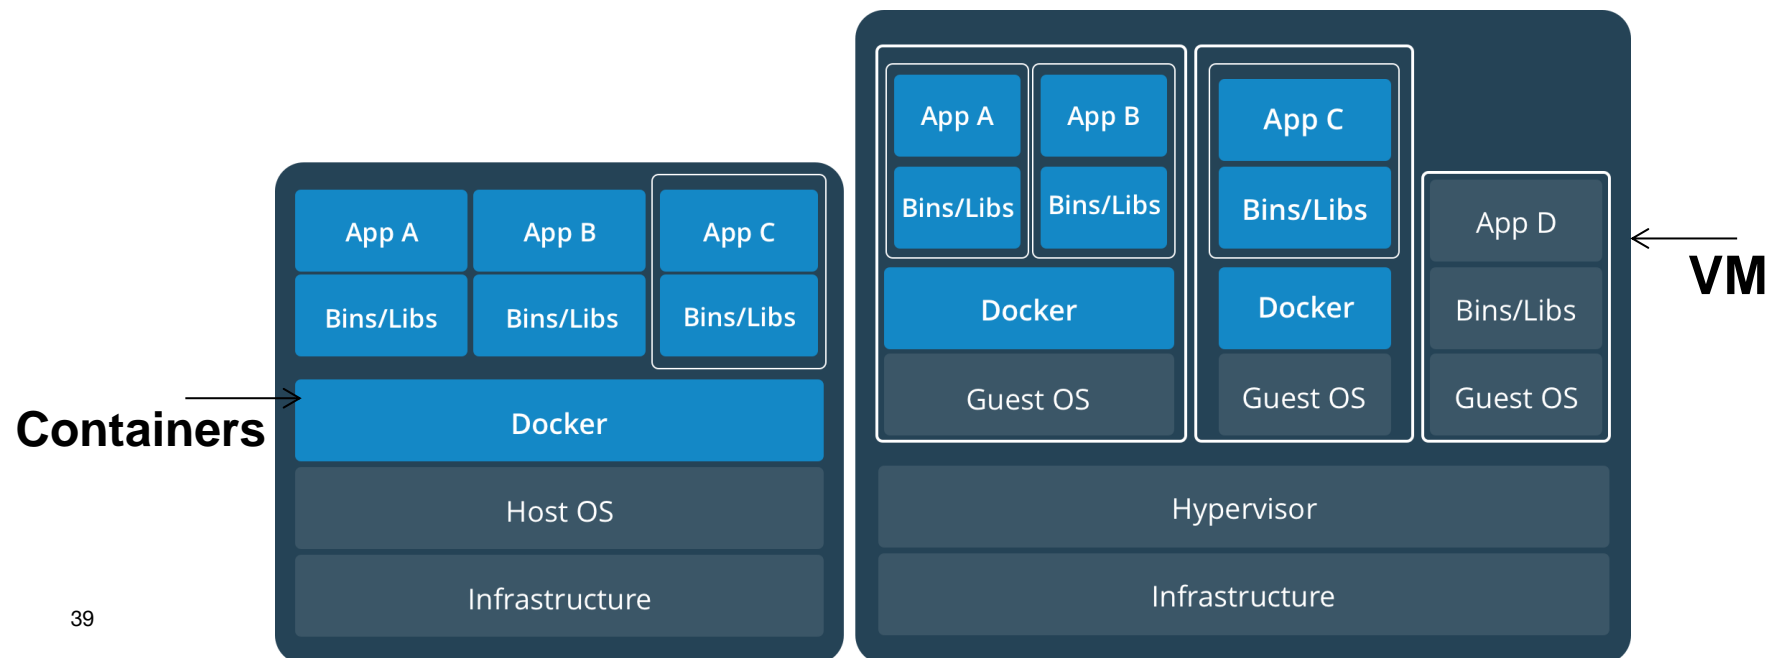 App A
App B
App C
Bins/Libs
Bins/Libs
Bins/Libs
Docker
Host OS
Infrastructure
Containers
39
App A
App B
Bins/Libs
Bins/Libs
Docker
Guest OS
App C
Bins/Libs
Docker
Guest OS
App D
Bins/Libs
Guest OS
Hypervisor
Infrastructure
VM